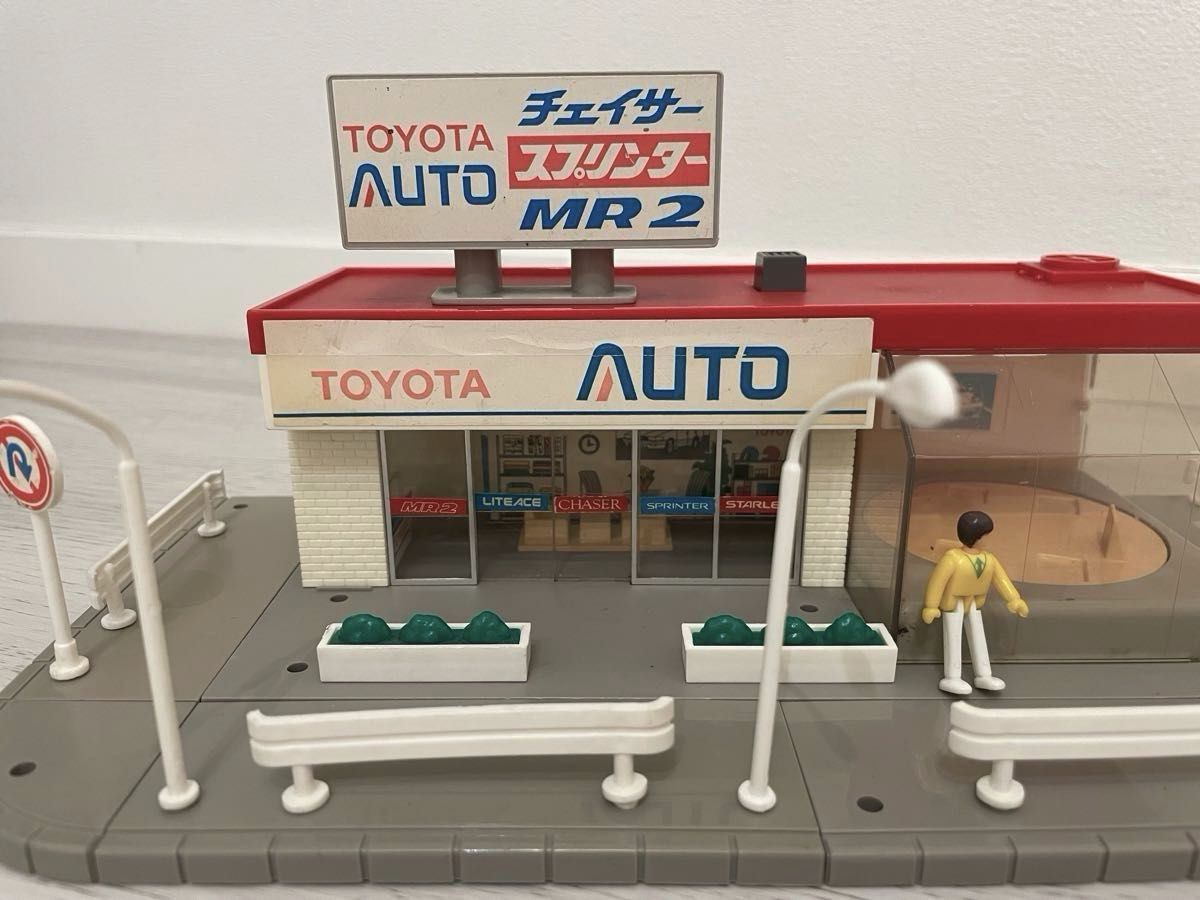 TOYOTA
AUTO
チェイサー
スプリンター
MR2
TOYOTA AUTO
MR2
LITEACE
CHASER
SPRINTER
STARLE